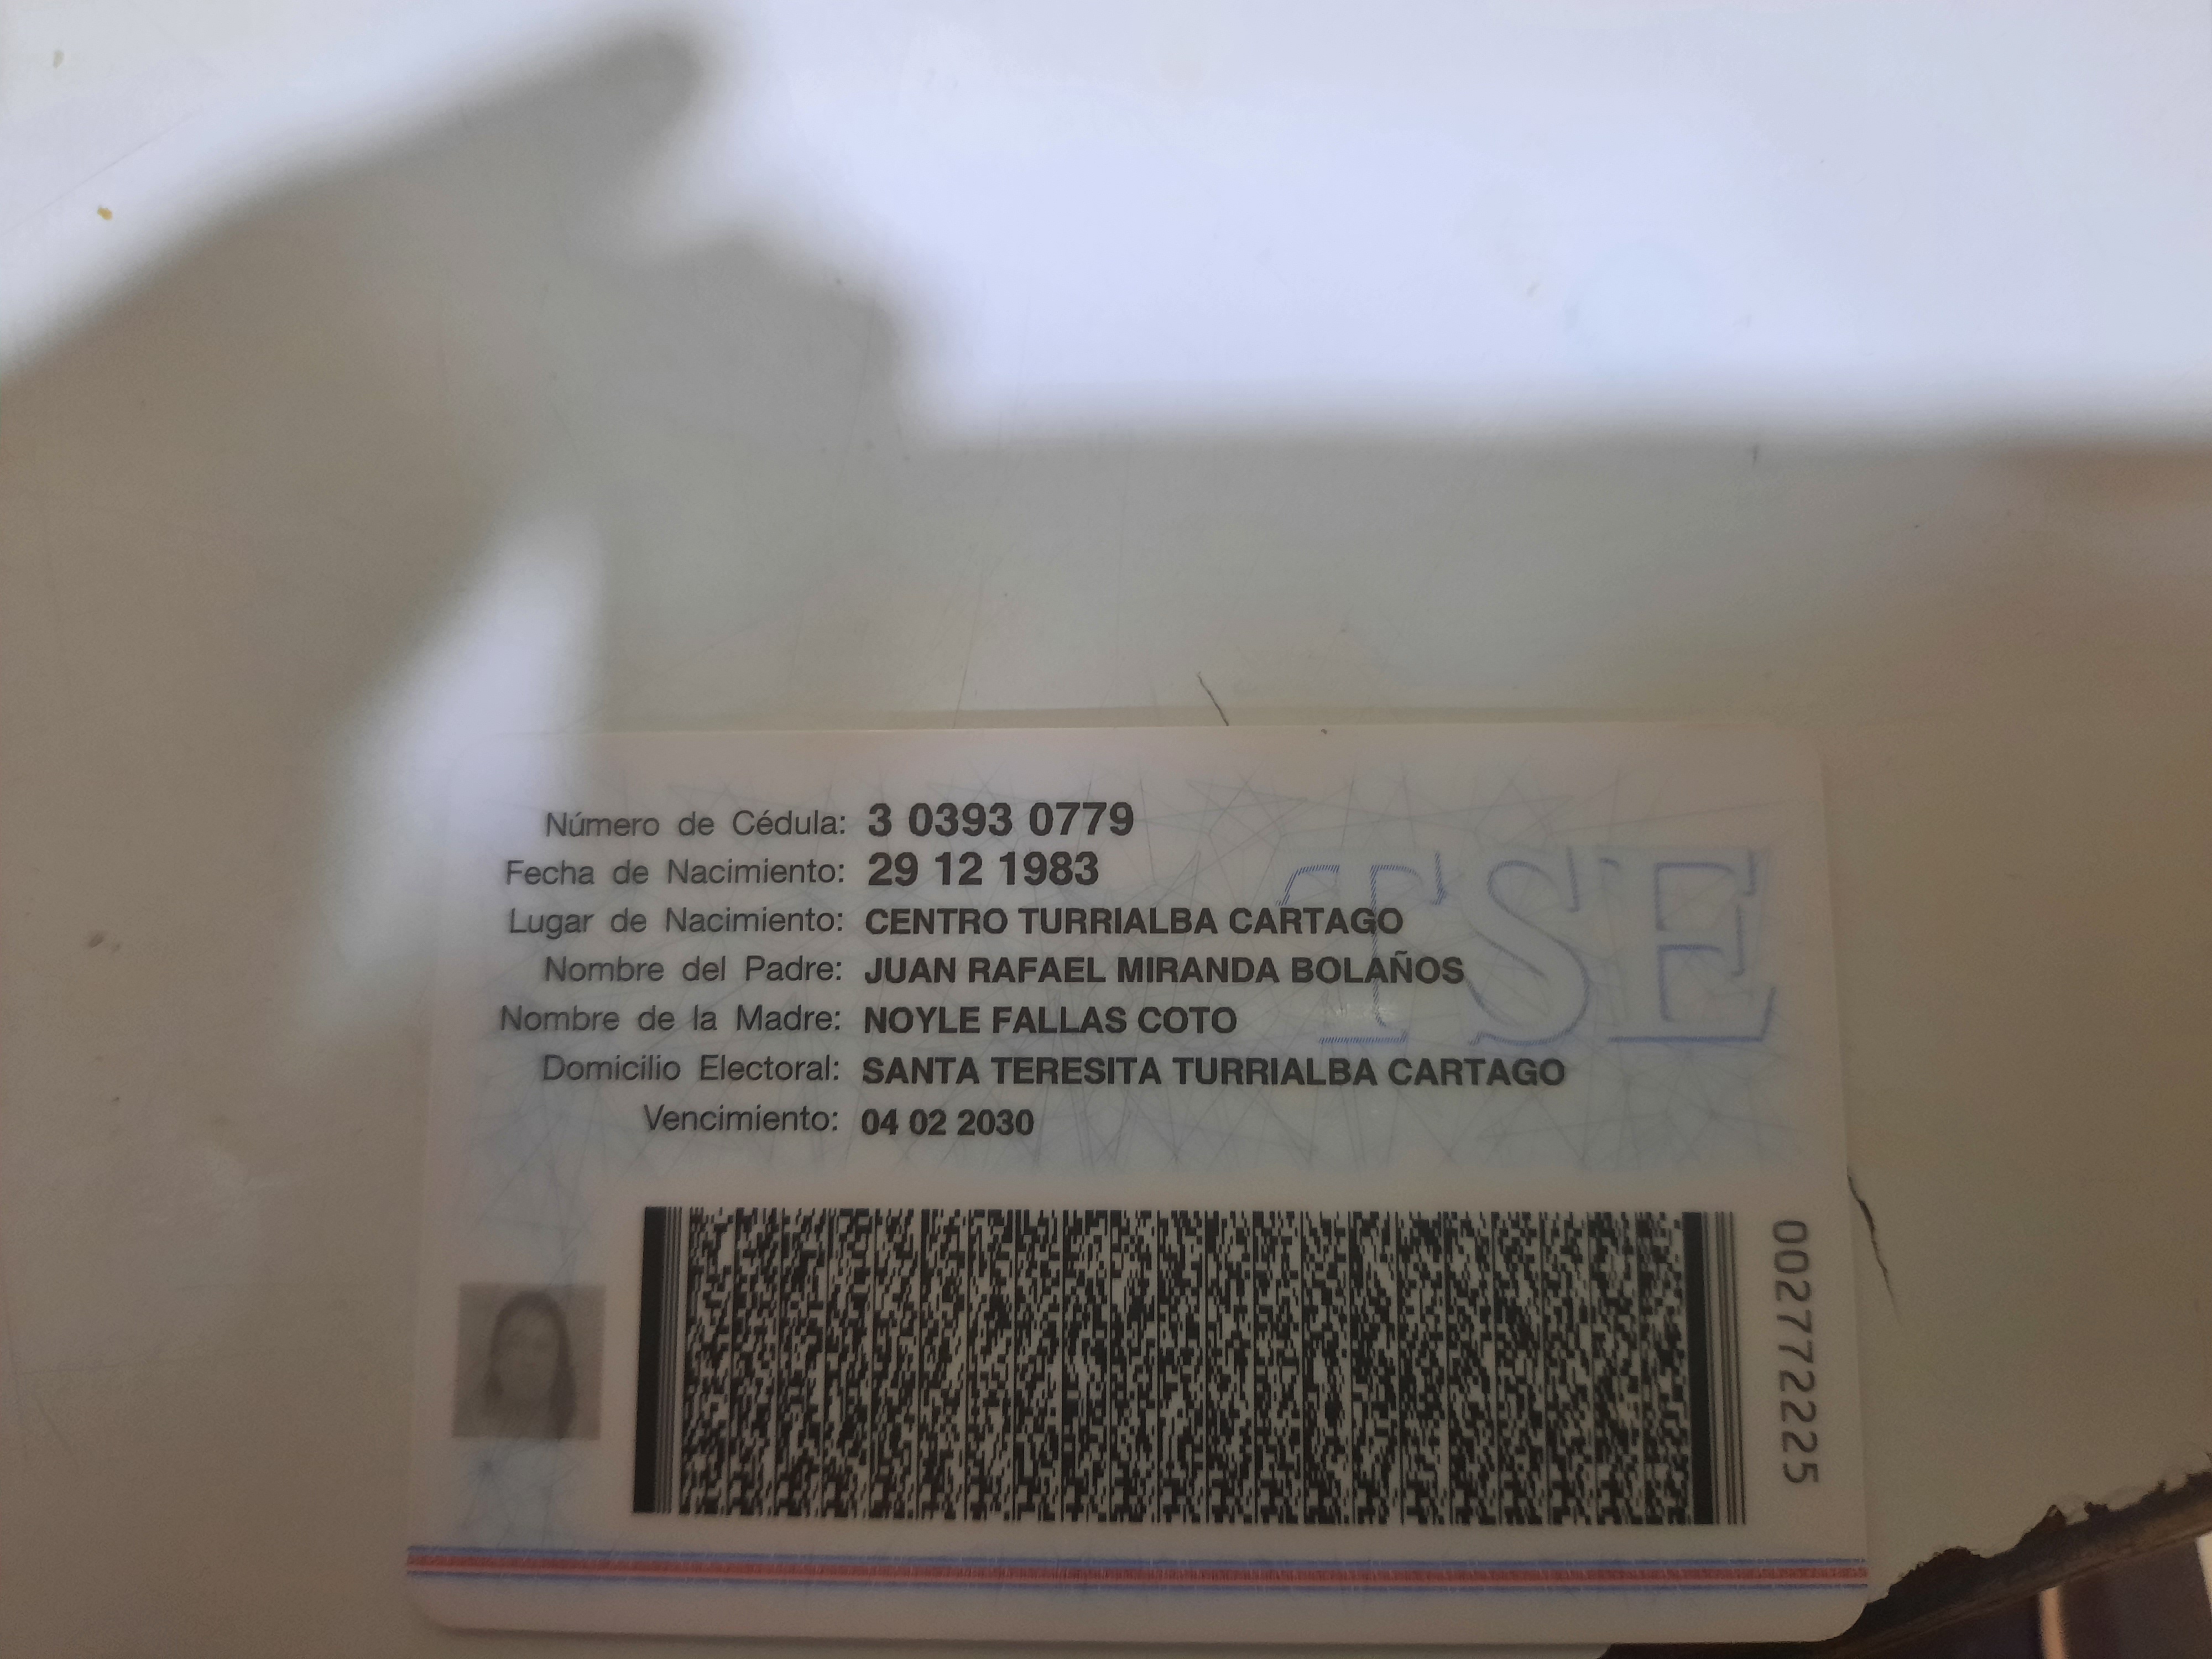 Número de Cédula: 3 0393 0779
Fecha de Nacimiento: 29 12 1983
Lugar de Nacimiento: CENTRO TURRIALBA CARTAGO
Nombre del Padre: JUAN RAFAEL MIRANDA BOLAÑOS
Nombre de la Madre: NOYLE FALLAS COTO
Domicilio Electoral: SANTA TERESITA TURRIALBA CARTAGO
Vencimiento: 04 02 2030
TSE
002772225